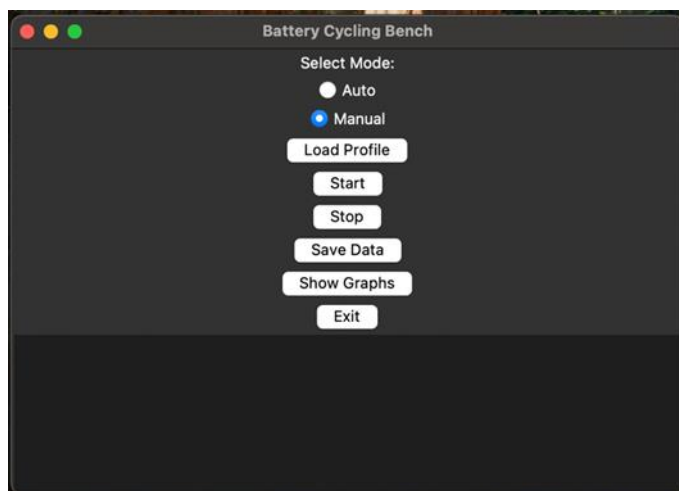 Battery Cycling Bench
Select Mode:
Auto
Manual
Load Profile
Start
Stop
Save Data
Show Graphs
Exit